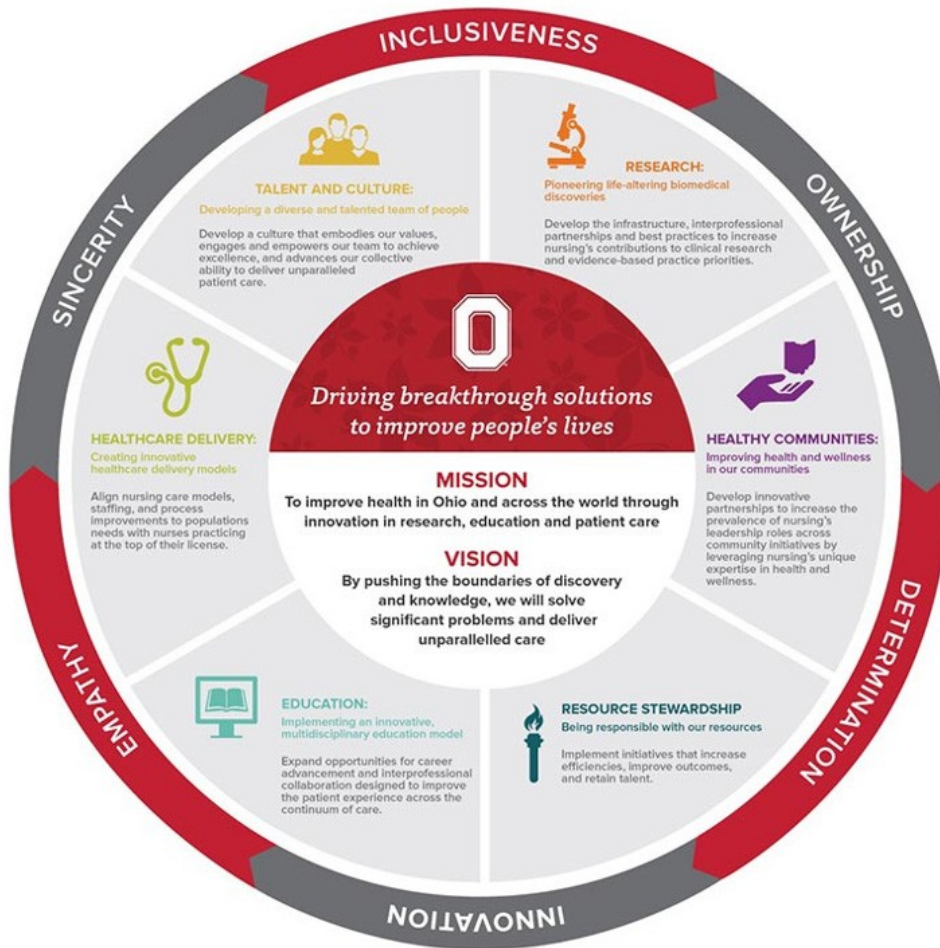 INCLUSIVENESS
OWNERSHIP
DETERMINATION
INNOVATION
EMPATHY
SINCERITY
TALENT AND CULTURE:
Developing a diverse and talented team of people
Develop a culture that embodies our values,
engages and empowers our team to achieve
excellence, and advances our collective
ability to deliver unparalleled
patient care.
RESEARCH:
Pioneering life-altering biomedical
discoveries
Develop the infrastructure, interprofessional
partnerships and best practices to increase
nursing's contributions to clinical research
and evidence-based practice priorities.
HEALTHCARE DELIVERY:
Creating innovative
healthcare delivery models
Align nursing care models,
staffing, and process
improvements to populations
needs with nurses practicing
at the top of their license.
O
Driving breakthrough solutions
to improve people's lives
MISSION
To improve health in Ohio and across the world through
innovation in research, education and patient care
VISION
By pushing the boundaries of discovery
and knowledge, we will solve
significant problems and deliver
unparallelled care
HEALTHY COMMUNITIES:
Improving health and wellness
in our communities
Develop innovative
partnerships to increase the
prevalence of nursing's
leadership roles across
community initiatives by
leveraging nursing's unique
expertise in health and
wellness.
EDUCATION:
Implementing an innovative,
multidisciplinary education model
Expand opportunities for career
advancement and interprofessional
collaboration designed to improve
the patient experience across the
continuum of care.
RESOURCE STEWARDSHIP
Being responsible with our resources
Implement initiatives that increase
efficiencies, improve outcomes,
and retain talent.